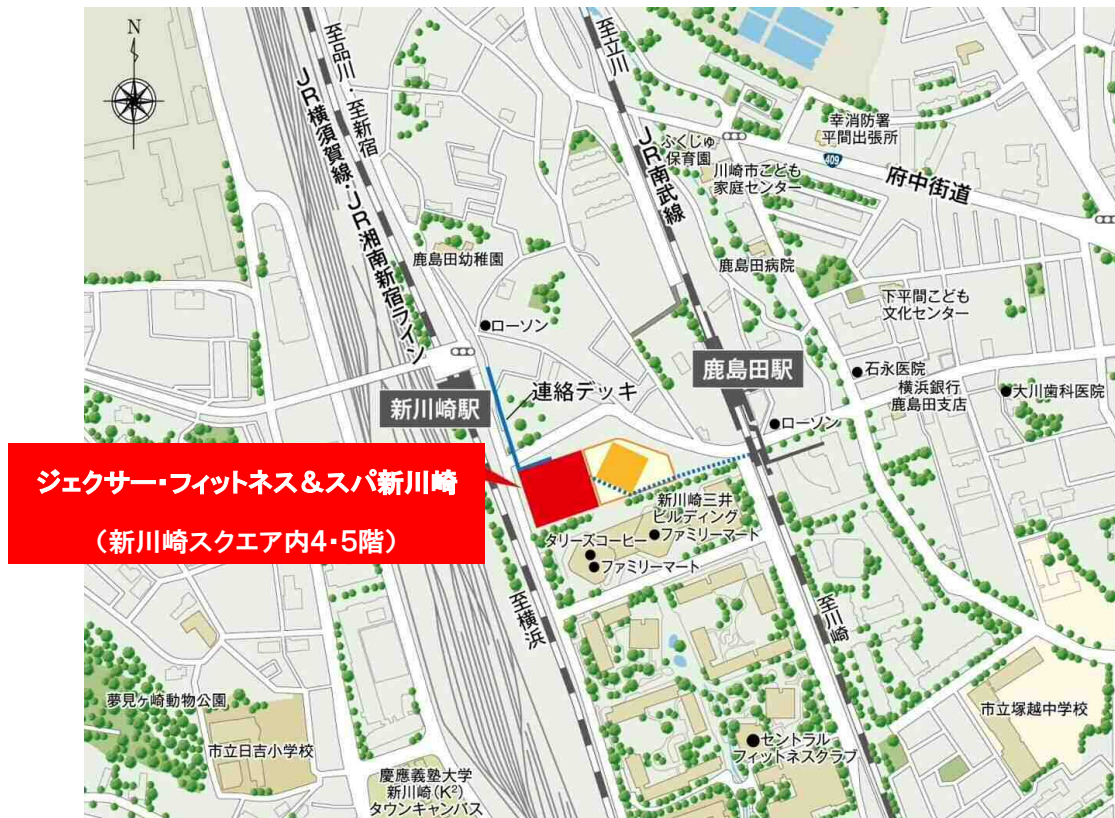 N
至品川・至新宿
JR横須賀線・JR湘南新宿ライン
至立川
JR南武線
ふくじゅ
保育園
川崎市こども
家庭センター
幸消防署
平間出張所
409
府中街道
鹿島田幼稚園
鹿島田病院
下平間こども
文化センター
ローソン
石永医院
鹿島田駅
横浜銀行
鹿島田支店
大川歯科医院
新川崎駅
連絡デッキ
ローソン
ジェクサー・フィットネス&スパ新川崎
(新川崎スクエア内4・5階)
新川崎三井
ビルディング
タリーズコーヒー
ファミリーマート
ファミリーマート
至横浜
至川崎
夢見ヶ崎動物公園
市立日吉小学校
慶應義塾大学
新川崎(K²)
タウンキャンパス
セントラル
フィットネスクラブ
市立塚越中学校